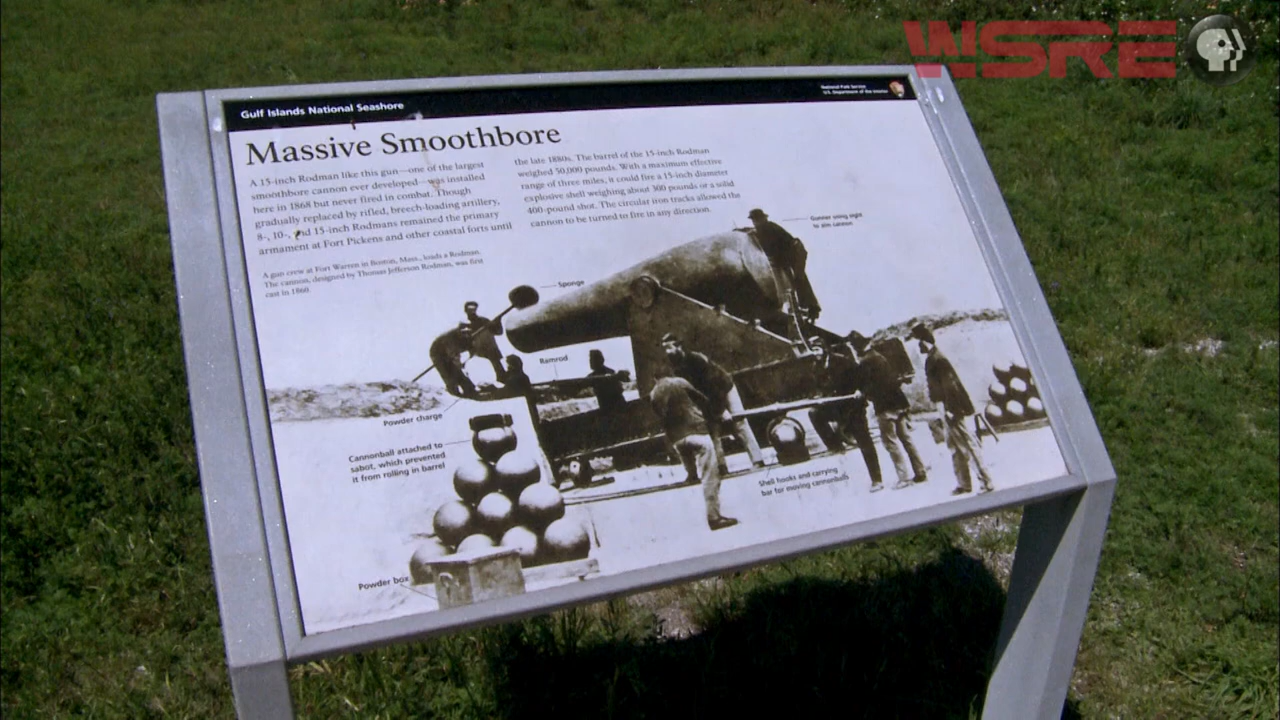 WSRE
Gulf Islands National Seashore
National Park Service
U.S. Department of the Interior
Massive Smoothbore
A 15-inch Rodman like this gun—one of the largest
smoothbore cannon ever developed—was installed
here in 1868 but never fired in combat. Though
gradually replaced by rifled, breech-loading artillery,
8-, 10-, and 15-inch Rodmans remained the primary
armament at Fort Pickens and other coastal forts until
the late 1880s. The barrel of the 15-inch Rodman
weighed 50,000 pounds. With a maximum effective
range of three miles, it could fire a 15-inch diameter
explosive shell weighing about 300 pounds or a solid
400-pound shot. The circular iron tracks allowed the
cannon to be turned to fire in any direction.
A gun crew at Fort Warren in Boston, Mass., loads a Rodman.
The cannon, designed by Thomas Jefferson Rodman, was first
cast in 1860.
Gunner using sight
to aim cannon
Sponge
Ramrod
Powder charge
Cannonball attached to
sabot, which prevented
it from rolling in barrel
Shell hooks and carrying
bar for moving cannonballs
Powder box